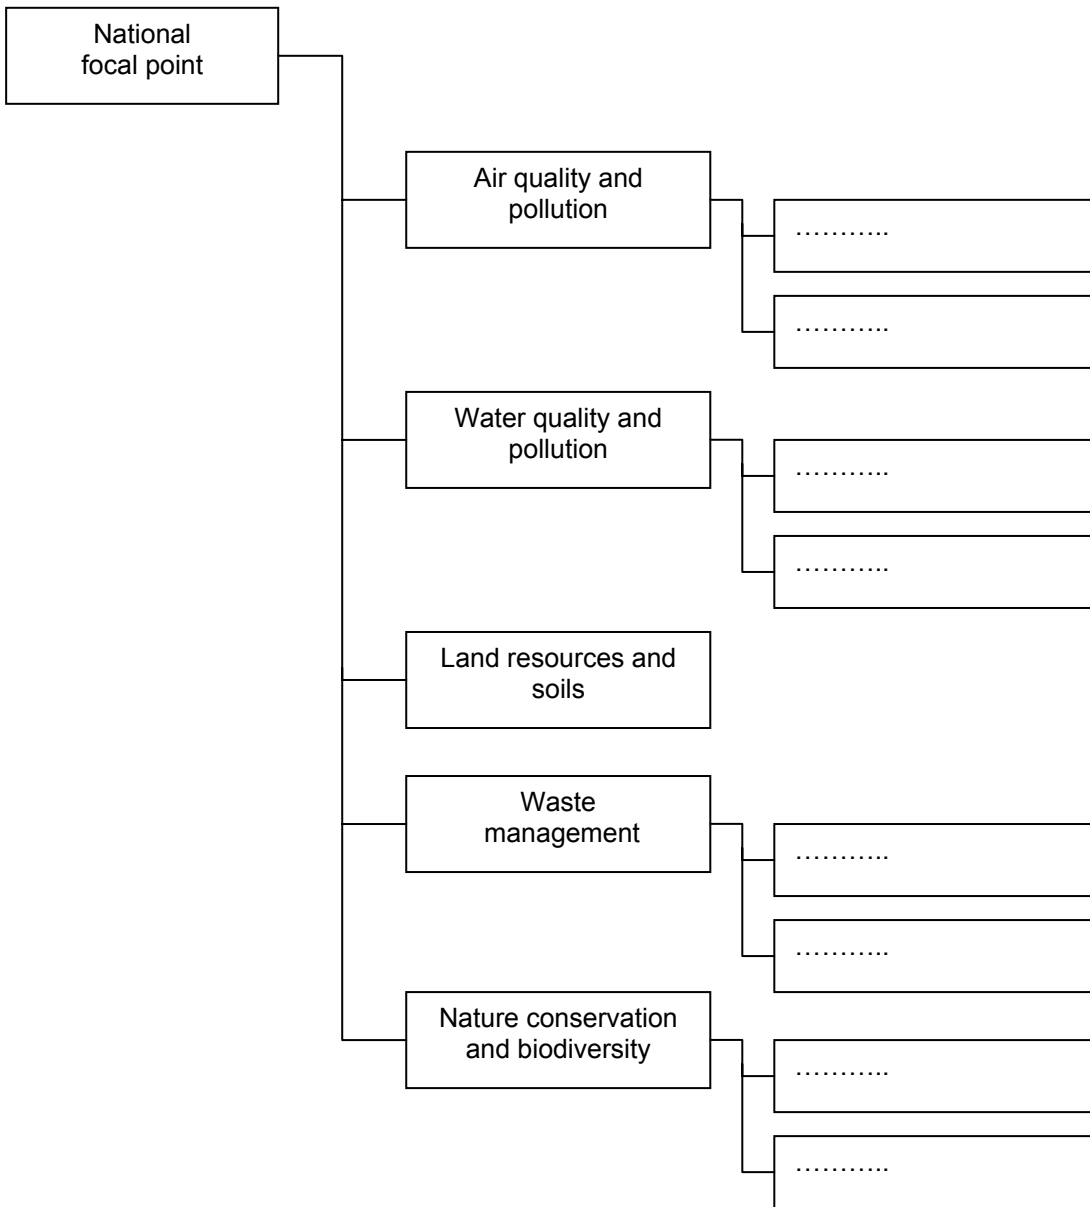 National
focal point
Air quality and
pollution
………..
………..
Water quality and
pollution
………..
………..
Land resources and
soils
Waste
management
………..
………..
Nature conservation
and biodiversity
………..
………..